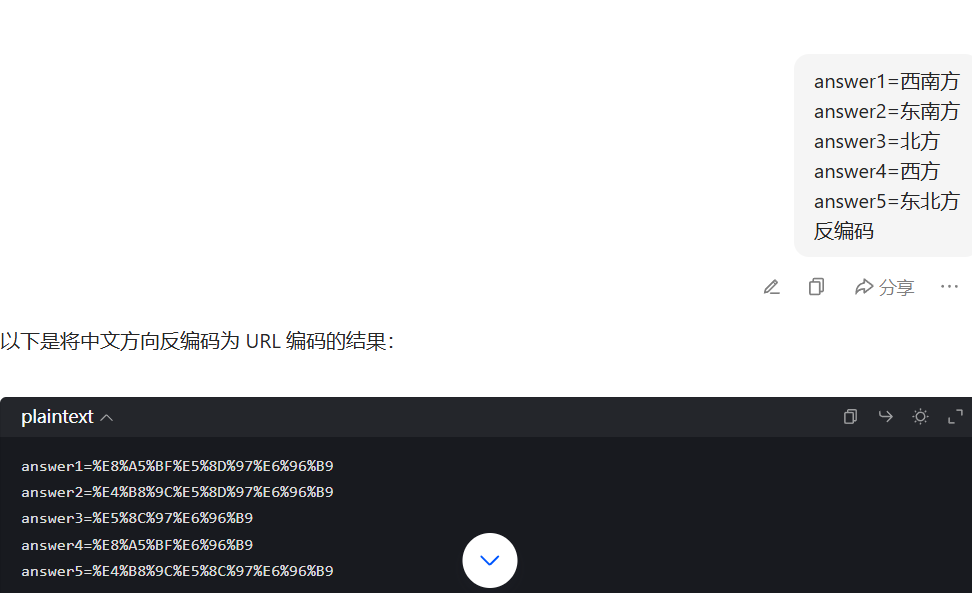 answer1=西南方
answer2=东南方
answer3=北方
answer4=西方
answer5=东北方
反编码
分享
以下是将中文方向反编码为 URL 编码的结果：
plaintext
answer1=%E8%A5%BF%E5%8D%97%E6%96%B9
answer2=%E4%B8%9C%E5%8D%97%E6%96%B9
answer3=%E5%8C%97%E6%96%B9
answer4=%E8%A5%BF%E6%96%B9
answer5=%E4%B8%9C%E5%8C%97%E6%96%B9